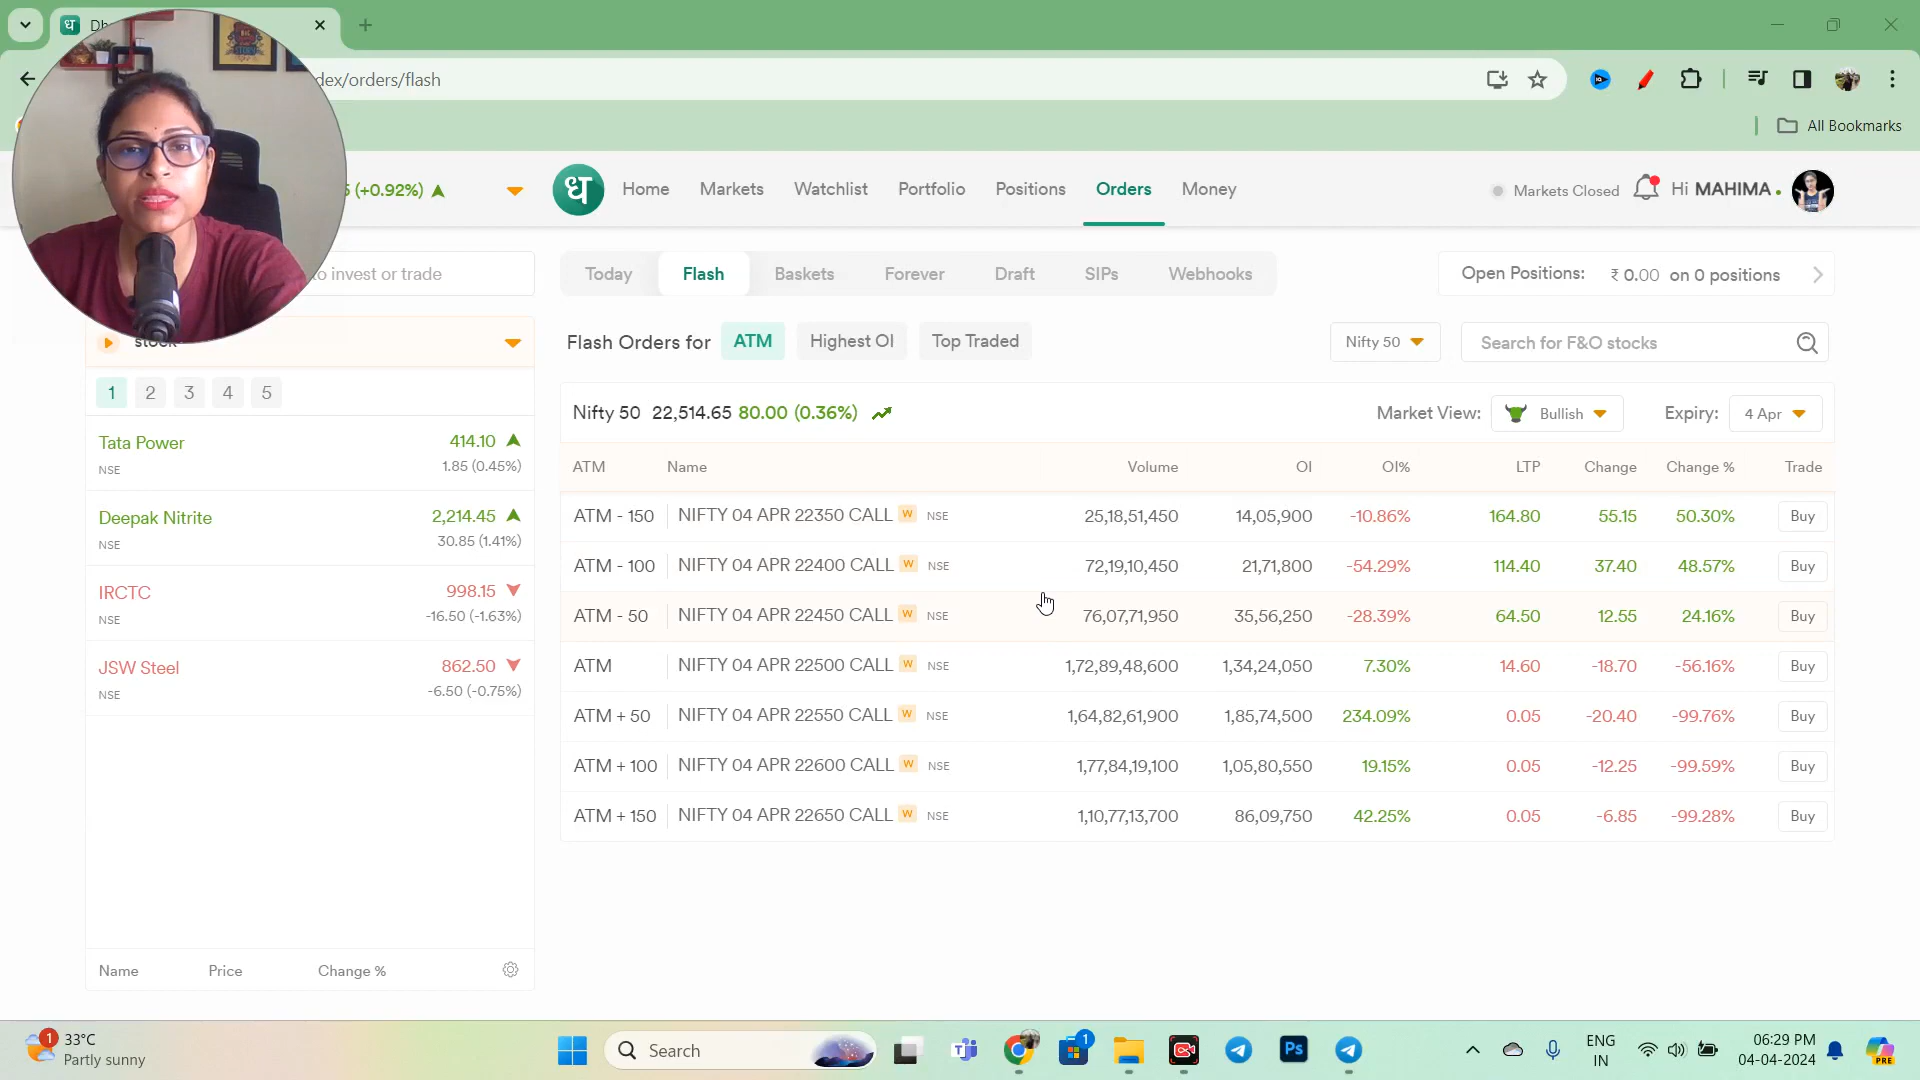 Dh
dex/orders/flash
All Bookmarks
5 (+0.92%)
ध
Home Markets Watchlist Portfolio Positions Orders Money
Markets Closed
Hi MAHIMA
to invest or trade
Today Flash Baskets Forever Draft SIPs Webhooks
Open Positions: ₹ 0.00 on 0 positions
stock
Flash Orders for ATM Highest OI Top Traded
Nifty 50
Search for F&O stocks
1 2 3 4 5
Nifty 50 22,514.65 80.00 (0.36%)
Market View: Bullish
Expiry: 4 Apr
Tata Power 414.10
NSE 1.85 (0.45%)
Deepak Nitrite 2,214.45
NSE 30.85 (1.41%)
IRCTC 998.15
NSE -16.50 (-1.63%)
JSW Steel 862.50
NSE -6.50 (-0.75%)
ATM Name Volume OI OI% LTP Change Change % Trade
ATM - 150 NIFTY 04 APR 22350 CALL W NSE 25,18,51,450 14,05,900 -10.86% 164.80 55.15 50.30% Buy
ATM - 100 NIFTY 04 APR 22400 CALL W NSE 72,19,10,450 21,71,800 -54.29% 114.40 37.40 48.57% Buy
ATM - 50 NIFTY 04 APR 22450 CALL W NSE 76,07,71,950 35,56,250 -28.39% 64.50 12.55 24.16% Buy
ATM NIFTY 04 APR 22500 CALL W NSE 1,72,89,48,600 1,34,24,050 7.30% 14.60 -18.70 -56.16% Buy
ATM + 50 NIFTY 04 APR 22550 CALL W NSE 1,64,82,61,900 1,85,74,500 234.09% 0.05 -20.40 -99.76% Buy
ATM + 100 NIFTY 04 APR 22600 CALL W NSE 1,77,84,19,100 1,05,80,550 19.15% 0.05 -12.25 -99.59% Buy
ATM + 150 NIFTY 04 APR 22650 CALL W NSE 1,10,77,13,700 86,09,750 42.25% 0.05 -6.85 -99.28% Buy
Name Price Change %
1 33°C
Partly sunny
Search
1
Ps
ENG
IN
06:29 PM
04-04-2024
PRE